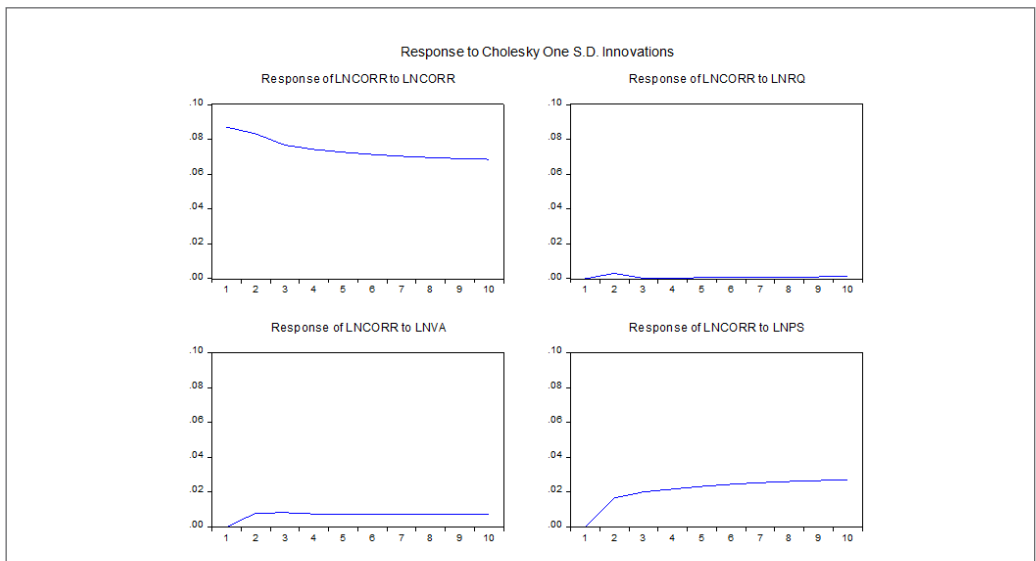 Response to Cholesky One S.D. Innovations
Response of LNCORR to LNCORR
.10
.08
.06
.04
.02
.00
1 2 3 4 5 6 7 8 9 10
Response of LNCORR to LNRQ
.10
.08
.06
.04
.02
.00
1 2 3 4 5 6 7 8 9 10
Response of LNCORR to LNVA
.10
.08
.06
.04
.02
.00
1 2 3 4 5 6 7 8 9 10
Response of LNCORR to LNPS
.10
.08
.06
.04
.02
.00
1 2 3 4 5 6 7 8 9 10